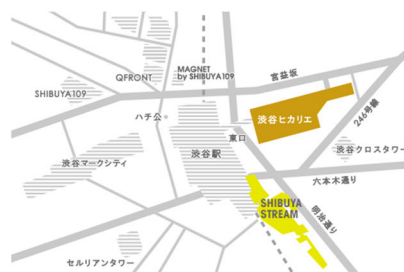 MAGNET
by SHIBUYA109
QFRONT
宮益坂
SHIBUYA109
ハチ公
渋谷ヒカリエ
246号線
東口
渋谷マークシティ
渋谷駅
渋谷クロスタワー
六本木通り
SHIBUYA
STREAM
明治通り
セルリアンタワー